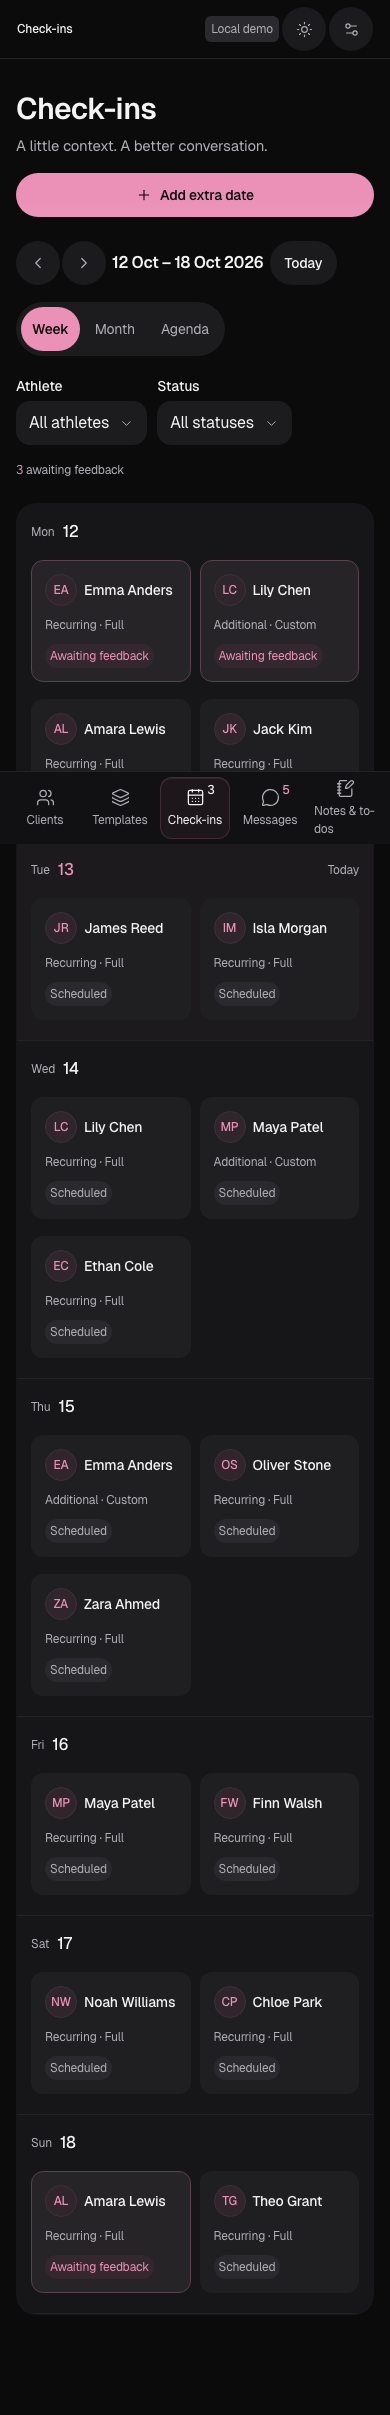 Check-ins
Local demo
Check-ins
A little context. A better conversation.
Add extra date
12 Oct – 18 Oct 2026
Today
Week
Month
Agenda
Athlete
Status
All athletes
All statuses
3 awaiting feedback
Mon 12
EA Emma Anders
Recurring · Full
Awaiting feedback
LC Lily Chen
Additional · Custom
Awaiting feedback
AL Amara Lewis
Recurring · Full
JK Jack Kim
Recurring · Full
Clients
Templates
3
Check-ins
5
Messages
Notes & to-
dos
Tue 13
Today
JR James Reed
Recurring · Full
Scheduled
IM Isla Morgan
Recurring · Full
Scheduled
Wed 14
LC Lily Chen
Recurring · Full
Scheduled
MP Maya Patel
Additional · Custom
Scheduled
EC Ethan Cole
Recurring · Full
Scheduled
Thu 15
EA Emma Anders
Additional · Custom
Scheduled
OS Oliver Stone
Recurring · Full
Scheduled
ZA Zara Ahmed
Recurring · Full
Scheduled
Fri 16
MP Maya Patel
Recurring · Full
Scheduled
FW Finn Walsh
Recurring · Full
Scheduled
Sat 17
NW Noah Williams
Recurring · Full
Scheduled
CP Chloe Park
Recurring · Full
Scheduled
Sun 18
AL Amara Lewis
Recurring · Full
Awaiting feedback
TG Theo Grant
Recurring · Full
Scheduled